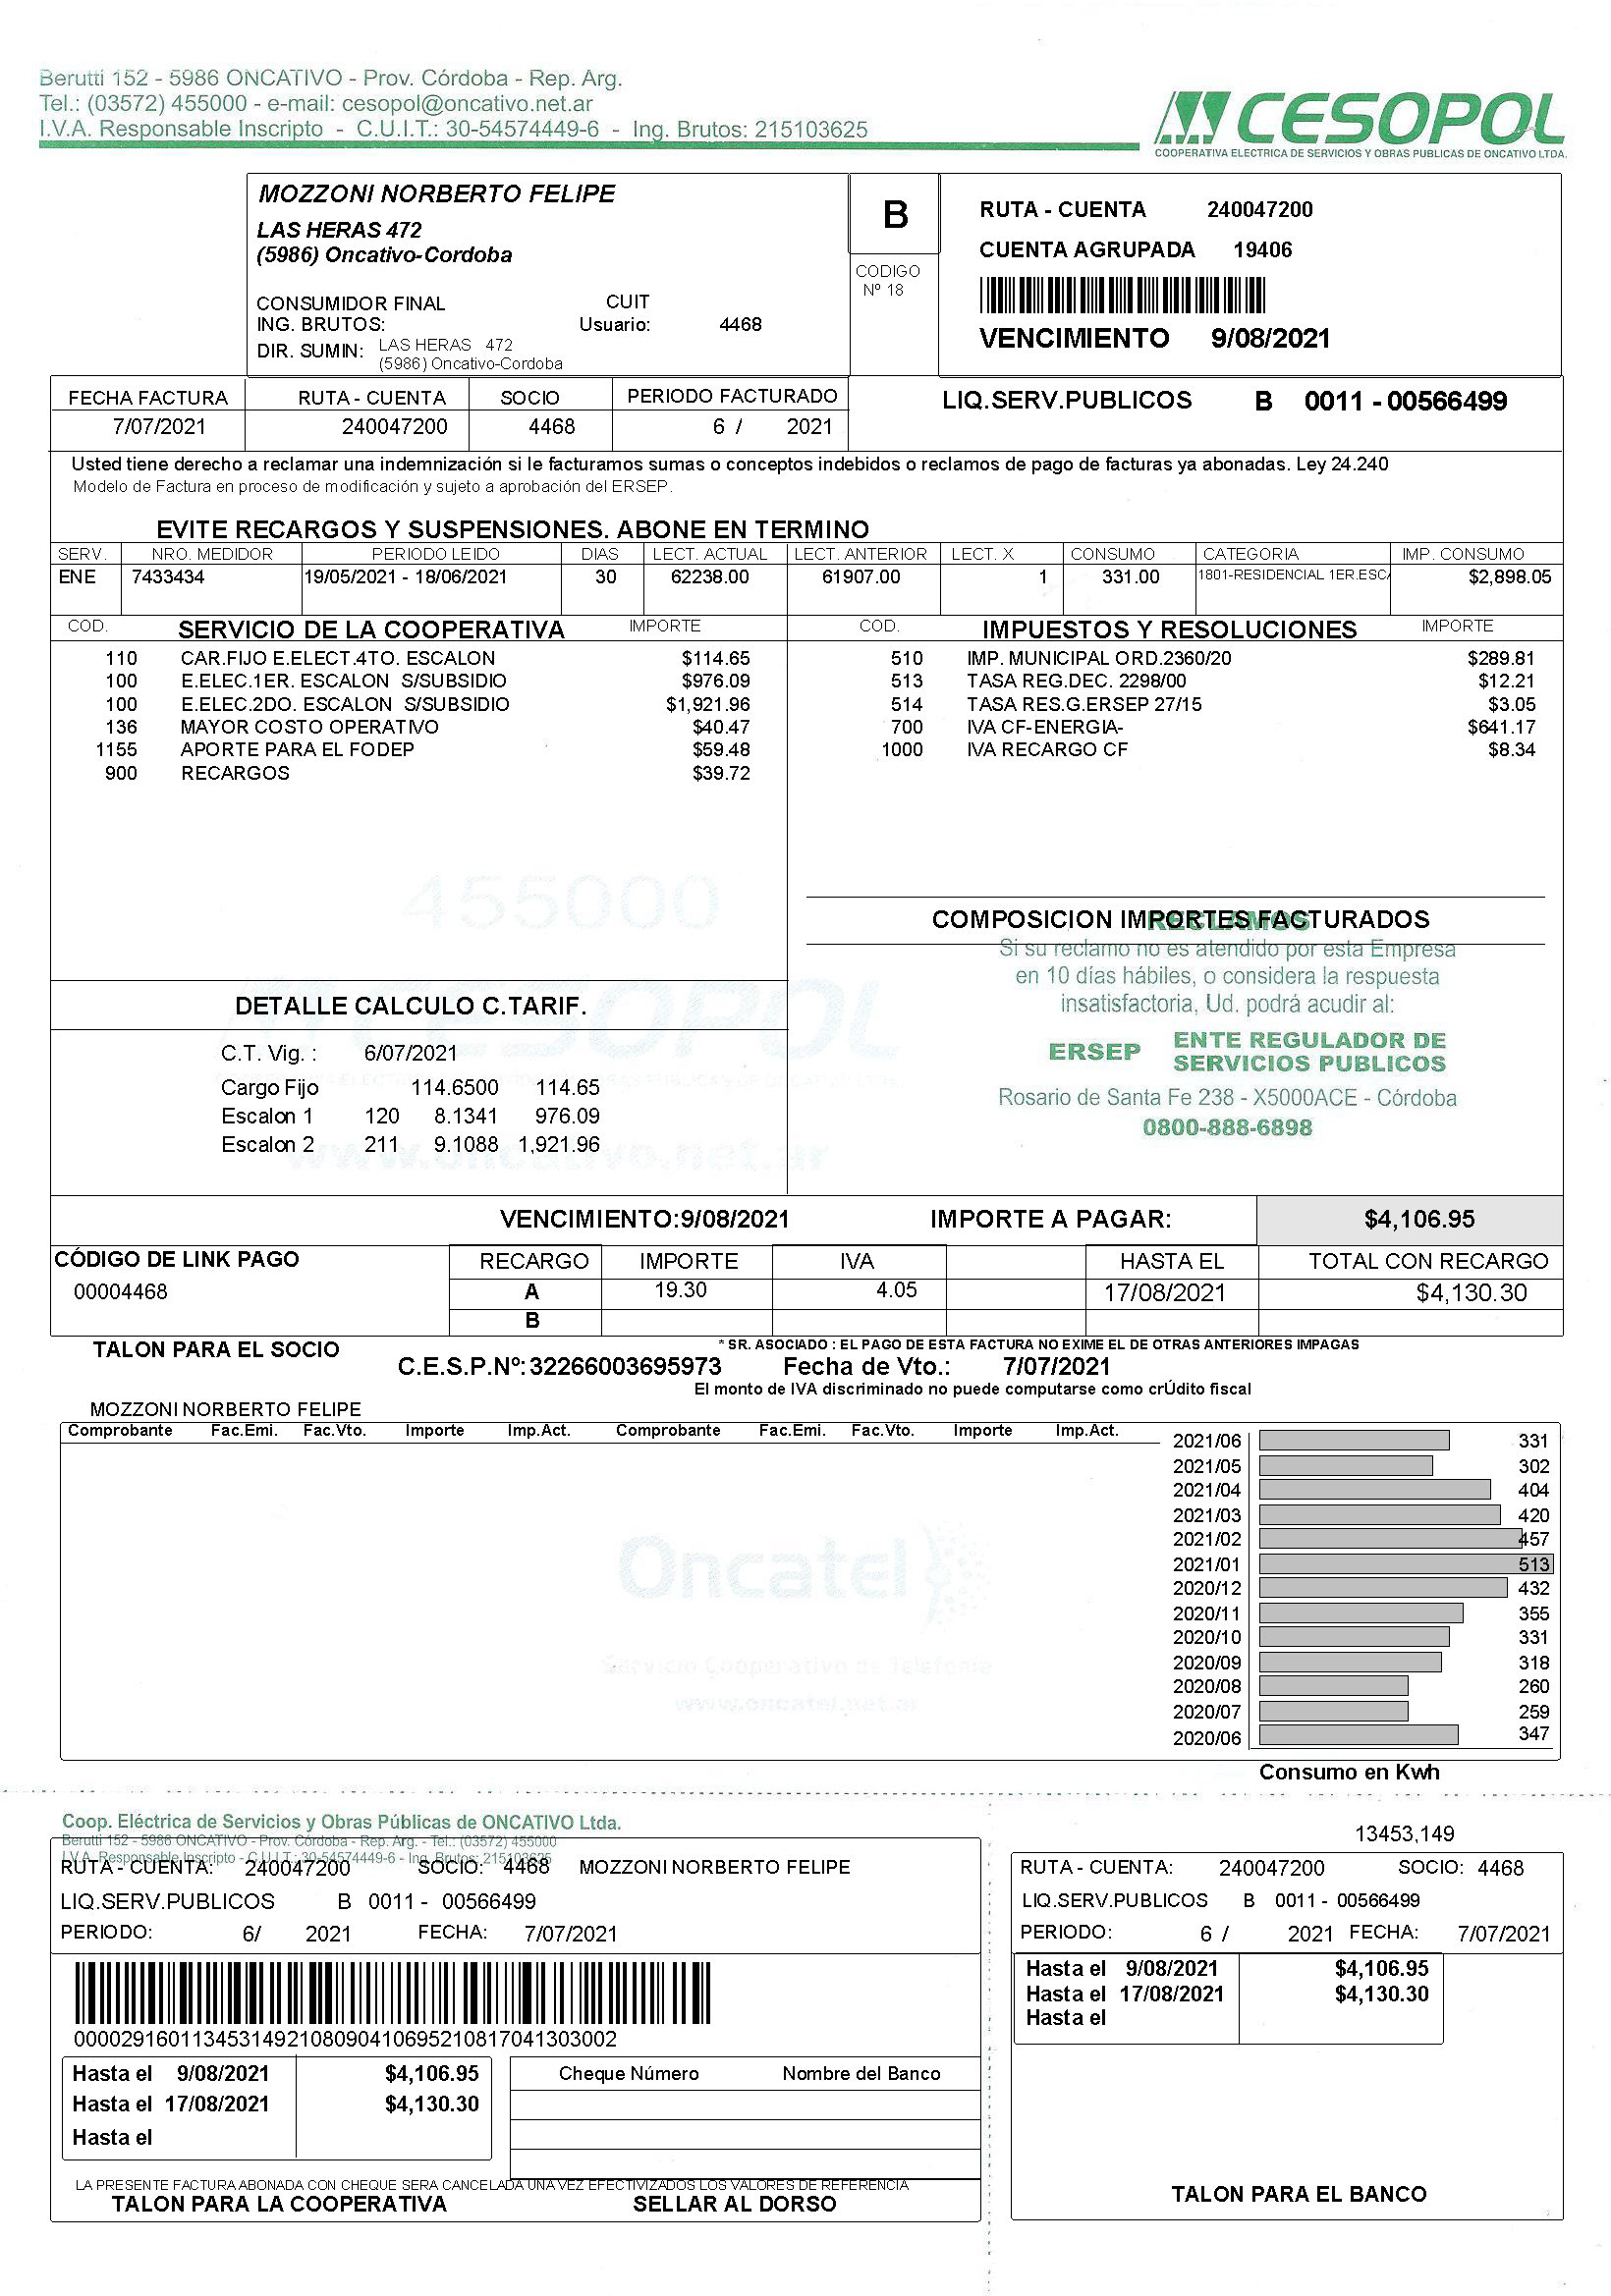 Berutti 152 - 5986 ONCATIVO - Prov. Córdoba - Rep. Arg.
Tel.: (03572) 455000 - e-mail: cesopol@oncativo.net.ar
I.V.A. Responsable Inscripto - C.U.I.T.: 30-54574449-6 - Ing. Brutos: 215103625
CESOPOL
COOPERATIVA ELECTRICA DE SERVICIOS Y OBRAS PUBLICAS DE ONCATIVO LTDA.
MOZZONI NORBERTO FELIPE
LAS HERAS 472
(5986) Oncativo-Cordoba
CONSUMIDOR FINAL CUIT
ING. BRUTOS: Usuario: 4468
DIR. SUMIN: LAS HERAS 472
(5986) Oncativo-Cordoba
B
CODIGO
Nº 18
RUTA - CUENTA 240047200
CUENTA AGRUPADA 19406
VENCIMIENTO 9/08/2021
FECHA FACTURA RUTA - CUENTA SOCIO PERIODO FACTURADO
7/07/2021 240047200 4468 6 / 2021
LIQ.SERV.PUBLICOS B 0011 - 00566499
Usted tiene derecho a reclamar una indemnización si le facturamos sumas o conceptos indebidos o reclamos de pago de facturas ya abonadas. Ley 24.240
Modelo de Factura en proceso de modificación y sujeto a aprobación del ERSEP.
EVITE RECARGOS Y SUSPENSIONES. ABONE EN TERMINO
SERV. NRO. MEDIDOR PERIODO LEIDO DIAS LECT. ACTUAL LECT. ANTERIOR LECT. X CONSUMO CATEGORIA IMP. CONSUMO
ENE 7433434 19/05/2021 - 18/06/2021 30 62238.00 61907.00 1 331.00 1801-RESIDENCIAL 1ER.ESCA $2,898.05
COD. SERVICIO DE LA COOPERATIVA IMPORTE
110 CAR.FIJO E.ELECT.4TO. ESCALON $114.65
100 E.ELEC.1ER. ESCALON S/SUBSIDIO $976.09
100 E.ELEC.2DO. ESCALON S/SUBSIDIO $1,921.96
136 MAYOR COSTO OPERATIVO $40.47
1155 APORTE PARA EL FODEP $59.48
900 RECARGOS $39.72
COD. IMPUESTOS Y RESOLUCIONES IMPORTE
510 IMP. MUNICIPAL ORD.2360/20 $289.81
513 TASA REG.DEC. 2298/00 $12.21
514 TASA RES.G.ERSEP 27/15 $3.05
700 IVA CF-ENERGIA- $641.17
1000 IVA RECARGO CF $8.34
455000
CESOPOL
www.oncativo.net.ar
DETALLE CALCULO C.TARIF.
C.T. Vig. : 6/07/2021
Cargo Fijo 114.6500 114.65
Escalon 1 120 8.1341 976.09
Escalon 2 211 9.1088 1,921.96
COMPOSICION IMPORTES FACTURADOS
RECLAMOS
Si su reclamo no es atendido por esta Empresa
en 10 días hábiles, o considera la respuesta
insatisfactoria, Ud. podrá acudir al:
ERSEP ENTE REGULADOR DE
SERVICIOS PUBLICOS
Rosario de Santa Fe 238 - X5000ACE - Córdoba
0800-888-6898
VENCIMIENTO:9/08/2021 IMPORTE A PAGAR: $4,106.95
CÓDIGO DE LINK PAGO RECARGO IMPORTE IVA HASTA EL TOTAL CON RECARGO
00004468 A 19.30 4.05 17/08/2021 $4,130.30
B
TALON PARA EL SOCIO
* SR. ASOCIADO : EL PAGO DE ESTA FACTURA NO EXIME EL DE OTRAS ANTERIORES IMPAGAS
C.E.S.P.Nº: 32266003695973 Fecha de Vto.: 7/07/2021
El monto de IVA discriminado no puede computarse como crÚdito fiscal
MOZZONI NORBERTO FELIPE
Comprobante Fac.Emi. Fac.Vto. Importe Imp.Act. Comprobante Fac.Emi. Fac.Vto. Importe Imp.Act.
2021/06 331
2021/05 302
2021/04 404
2021/03 420
2021/02 457
2021/01 513
2020/12 432
2020/11 355
2020/10 331
2020/09 318
2020/08 260
2020/07 259
2020/06 347
Consumo en Kwh
Oncatel
Servicio Cooperativo de Telefonía
www.oncatel.net.ar
Coop. Eléctrica de Servicios y Obras Públicas de ONCATIVO Ltda.
Berutti 152 - 5986 ONCATIVO - Prov. Córdoba - Rep. Arg. - Tel.: (03572) 455000
I.V.A. Responsable Inscripto - C.U.I.T.: 30-54574449-6 - Ing. Brutos: 215103625
RUTA - CUENTA: 240047200 SOCIO: 4468 MOZZONI NORBERTO FELIPE
LIQ.SERV.PUBLICOS B 0011 - 00566499
PERIODO: 6/ 2021 FECHA: 7/07/2021
00002916011345314921080904106952108170413​03002
Hasta el 9/08/2021 $4,106.95
Hasta el 17/08/2021 $4,130.30
Hasta el
Cheque Número Nombre del Banco
LA PRESENTE FACTURA ABONADA CON CHEQUE SERA CANCELADA UNA VEZ EFECTIVIZADOS LOS VALORES DE REFERENCIA
TALON PARA LA COOPERATIVA SELLAR AL DORSO
13453,149
RUTA - CUENTA: 240047200 SOCIO: 4468
LIQ.SERV.PUBLICOS B 0011 - 00566499
PERIODO: 6 / 2021 FECHA: 7/07/2021
Hasta el 9/08/2021 $4,106.95
Hasta el 17/08/2021 $4,130.30
Hasta el
TALON PARA EL BANCO